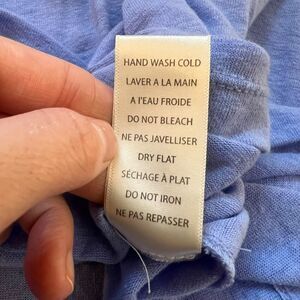 HAND WASH COLD
LAVER A LA MAIN
A l'EAU FROIDE
DO NOT BLEACH
NE PAS JAVELLISER
DRY FLAT
SÉCHAGE À PLAT
DO NOT IRON
NE PAS REPASSER